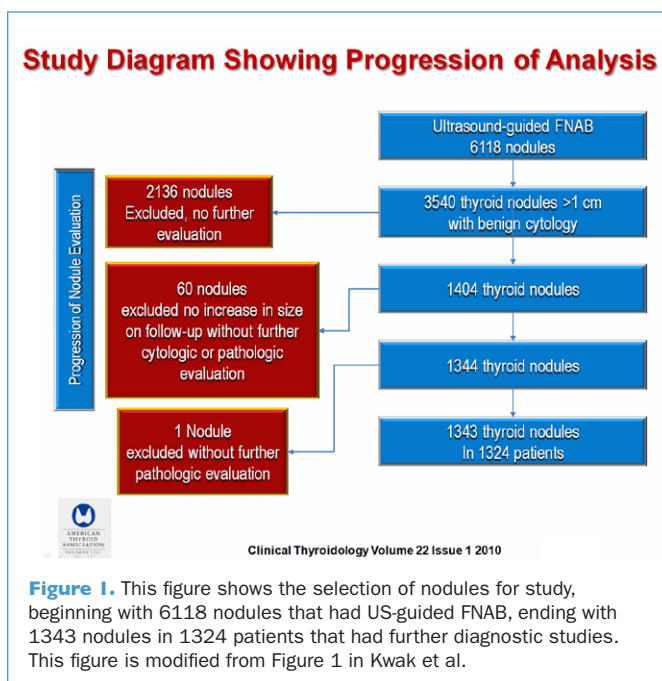 Study Diagram Showing Progression of Analysis
Ultrasound-guided FNAB
6118 nodules
2136 nodules
Excluded, no further
evaluation
3540 thyroid nodules >1 cm
with benign cytology
Progression of Nodule Evaluation
60 nodules
excluded no increase in size
on follow-up without further
cytologic or pathologic
evaluation
1404 thyroid nodules
1344 thyroid nodules
1 Nodule
excluded without further
pathologic evaluation
1343 thyroid nodules
In 1324 patients
AMERICAN
THYROID
ASSOCIATION
Clinical Thyroidology Volume 22 Issue 1 2010
Figure 1. This figure shows the selection of nodules for study,
beginning with 6118 nodules that had US-guided FNAB, ending with
1343 nodules in 1324 patients that had further diagnostic studies.
This figure is modified from Figure 1 in Kwak et al.